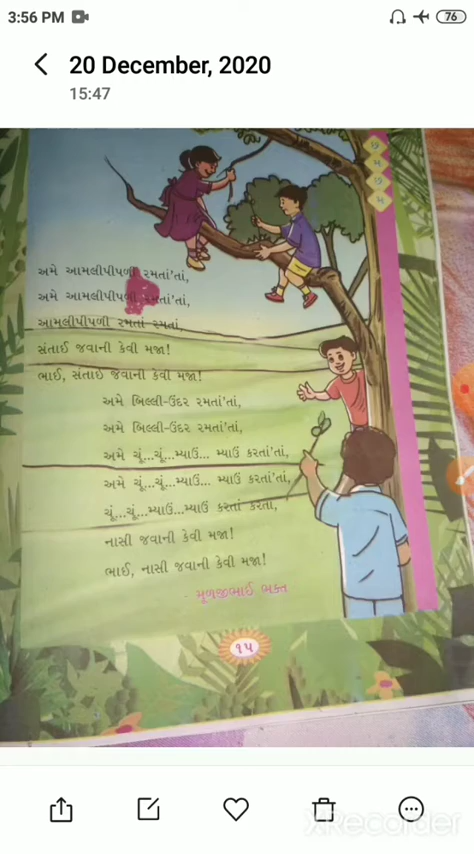 3:56 PM
76
20 December, 2020
15:47
અમે આમલીપીપળી રમતાં'તાં,
અમે આમલીપીપળી રમતાં'તાં,
આમલીપીપળી રમતાં રમતાં,
સંતાઈ જવાની કેવી મજા!
ભાઈ, સંતાઈ જવાની કેવી મજા!
અમે બિલ્લી-ઉંદર રમતાં'તાં,
અમે બિલ્લી-ઉંદર રમતાં'તાં,
અમે ચૂં...ચૂં...મ્યાઉં... મ્યાઉં કરતાં'તાં,
અમે ચૂં...ચૂં...મ્યાઉં... મ્યાઉં કરતાં'તાં,
ચૂં...ચૂં...મ્યાઉં...મ્યાઉં કરતાં કરતા,
નાસી જવાની કેવી મજા!
ભાઈ, નાસી જવાની કેવી મજા!
- મૂળજીભાઈ ભક્ત
૧૫
XRecorder